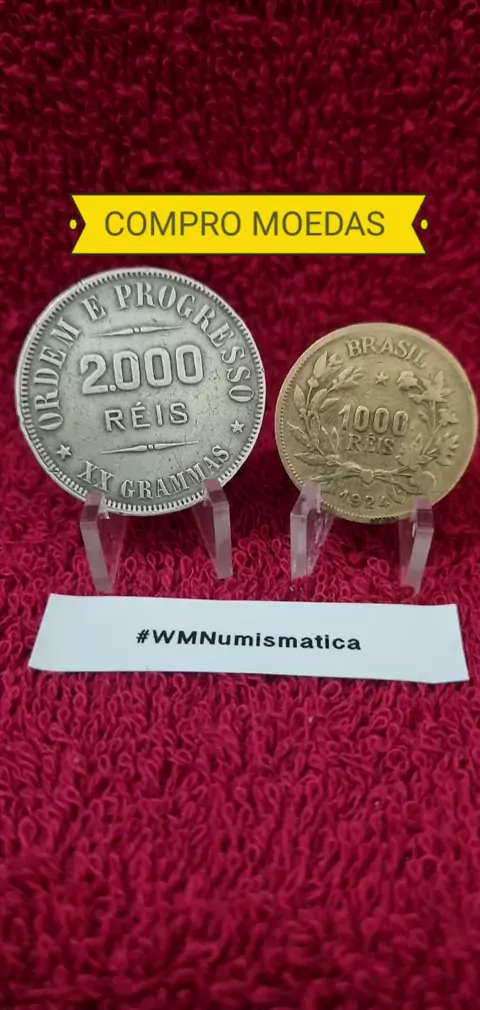 COMPRO MOEDAS
ORDEM E PROGRESSO
2.000
RÉIS
XX GRAMMAS
BRASIL
1000
RÉIS
1924
#WMNumismatica